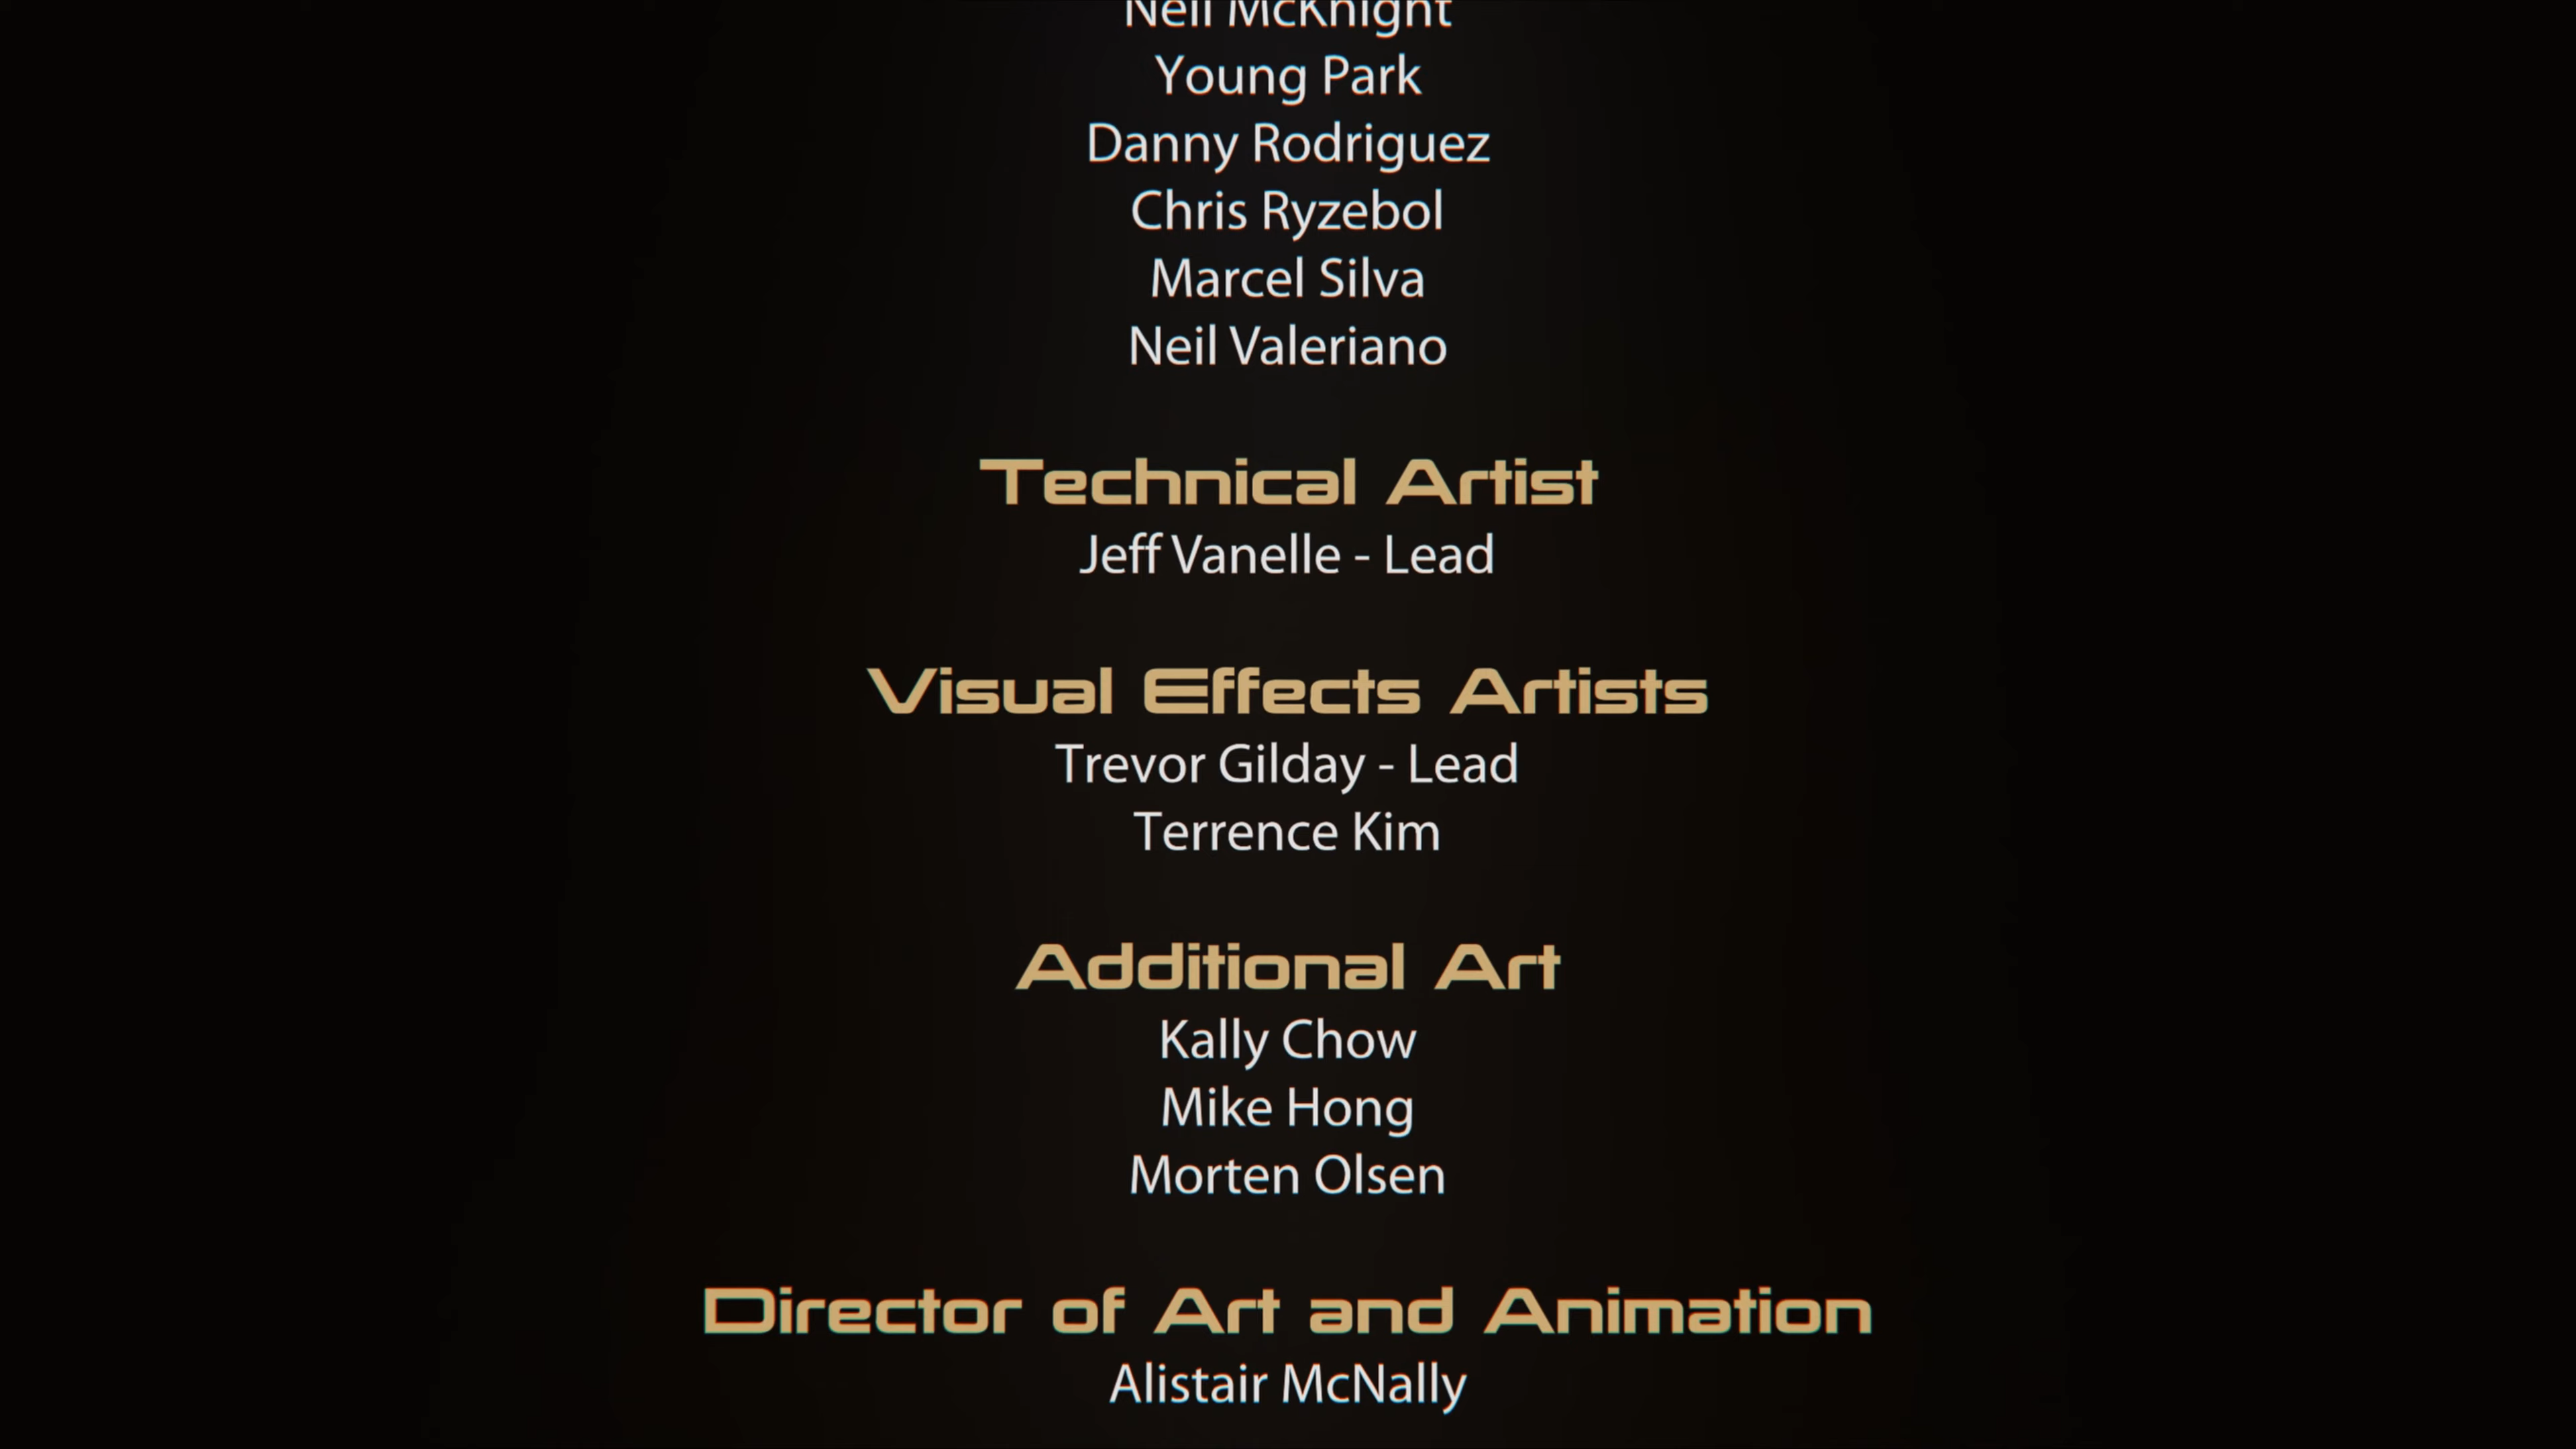 Neil McKnight
Young Park
Danny Rodriguez
Chris Ryzebol
Marcel Silva
Neil Valeriano
Technical Artist
Jeff Vanelle - Lead
Visual Effects Artists
Trevor Gilday - Lead
Terrence Kim
Additional Art
Kally Chow
Mike Hong
Morten Olsen
Director of Art and Animation
Alistair McNally